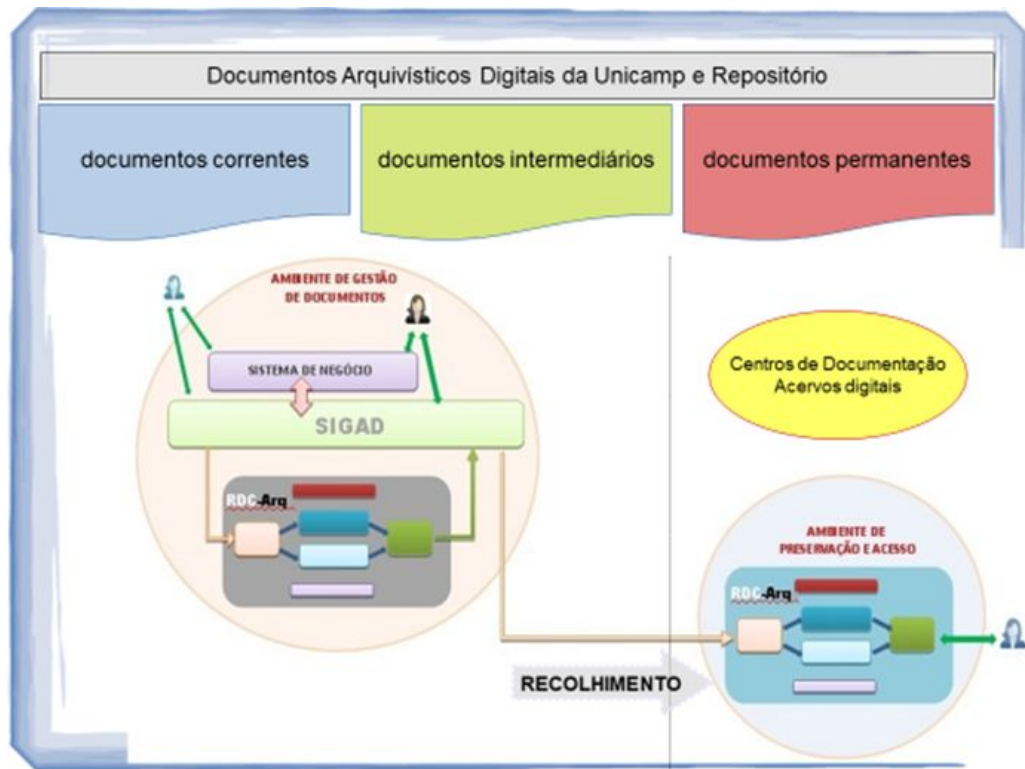 Documentos Arquivísticos Digitais da Unicamp e Repositório
documentos correntes
documentos intermediários
documentos permanentes
AMBIENTE DE GESTÃO
DE DOCUMENTOS
SISTEMA DE NEGÓCIO
SIGAD
RDC-Arq
Centros de Documentação
Acervos digitais
AMBIENTE DE
PRESERVAÇÃO E ACESSO
RDC-Arq
RECOLHIMENTO